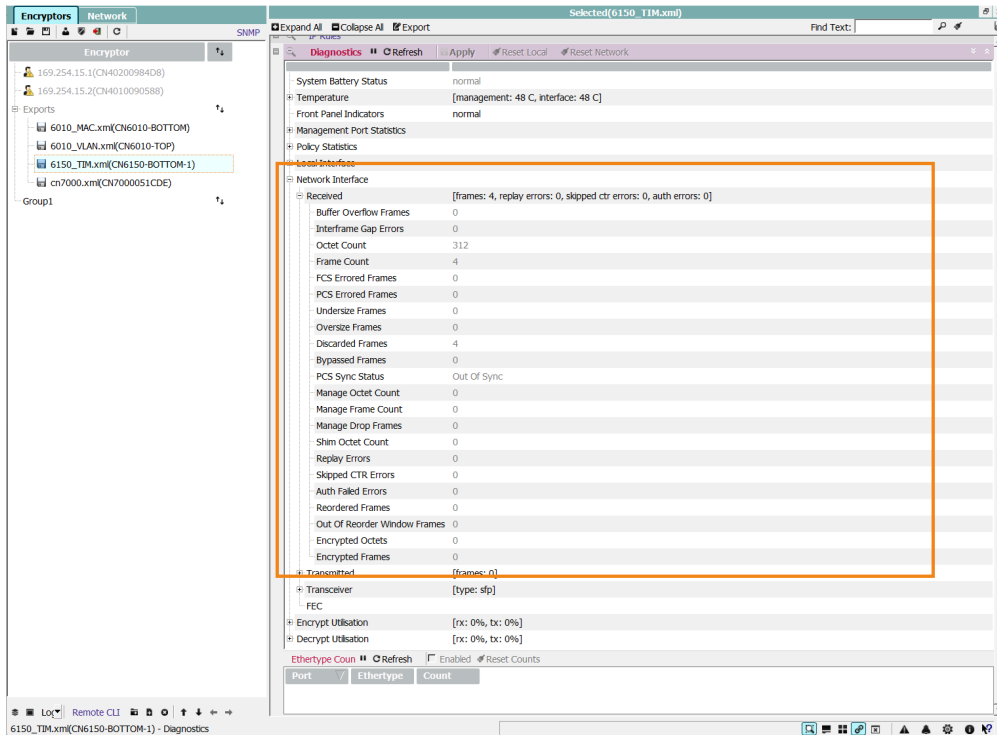 Encryptors Network
Selected(6150_TIM.xml)
SNMP
Expand All Collapse All Export Find Text:
IP Rules
Encryptor
Diagnostics Refresh Apply Reset Local Reset Network
169.254.15.1(CN40200984D8)
169.254.15.2(CN4010090588)
Exports
6010_MAC.xml(CN6010-BOTTOM)
6010_VLAN.xml(CN6010-TOP)
6150_TIM.xml(CN6150-BOTTOM-1)
cn7000.xml(CN7000051CDE)
Group1
System Battery Status normal
Temperature [management: 48 C, interface: 48 C]
Front Panel Indicators normal
Management Port Statistics
Policy Statistics
Local Interface
Network Interface
Received [frames: 4, replay errors: 0, skipped ctr errors: 0, auth errors: 0]
Buffer Overflow Frames 0
Interframe Gap Errors 0
Octet Count 312
Frame Count 4
FCS Errored Frames 0
PCS Errored Frames 0
Undersize Frames 0
Oversize Frames 0
Discarded Frames 4
Bypassed Frames 0
PCS Sync Status Out Of Sync
Manage Octet Count 0
Manage Frame Count 0
Manage Drop Frames 0
Shim Octet Count 0
Replay Errors 0
Skipped CTR Errors 0
Auth Failed Errors 0
Reordered Frames 0
Out Of Reorder Window Frames 0
Encrypted Octets 0
Encrypted Frames 0
Transmitted [frames: 0]
Transceiver [type: sfp]
FEC
Encrypt Utilisation [rx: 0%, tx: 0%]
Decrypt Utilisation [rx: 0%, tx: 0%]
Ethertype Coun Refresh Enabled Reset Counts
Port Ethertype Count
Log Remote CLI
6150_TIM.xml(CN6150-BOTTOM-1) - Diagnostics